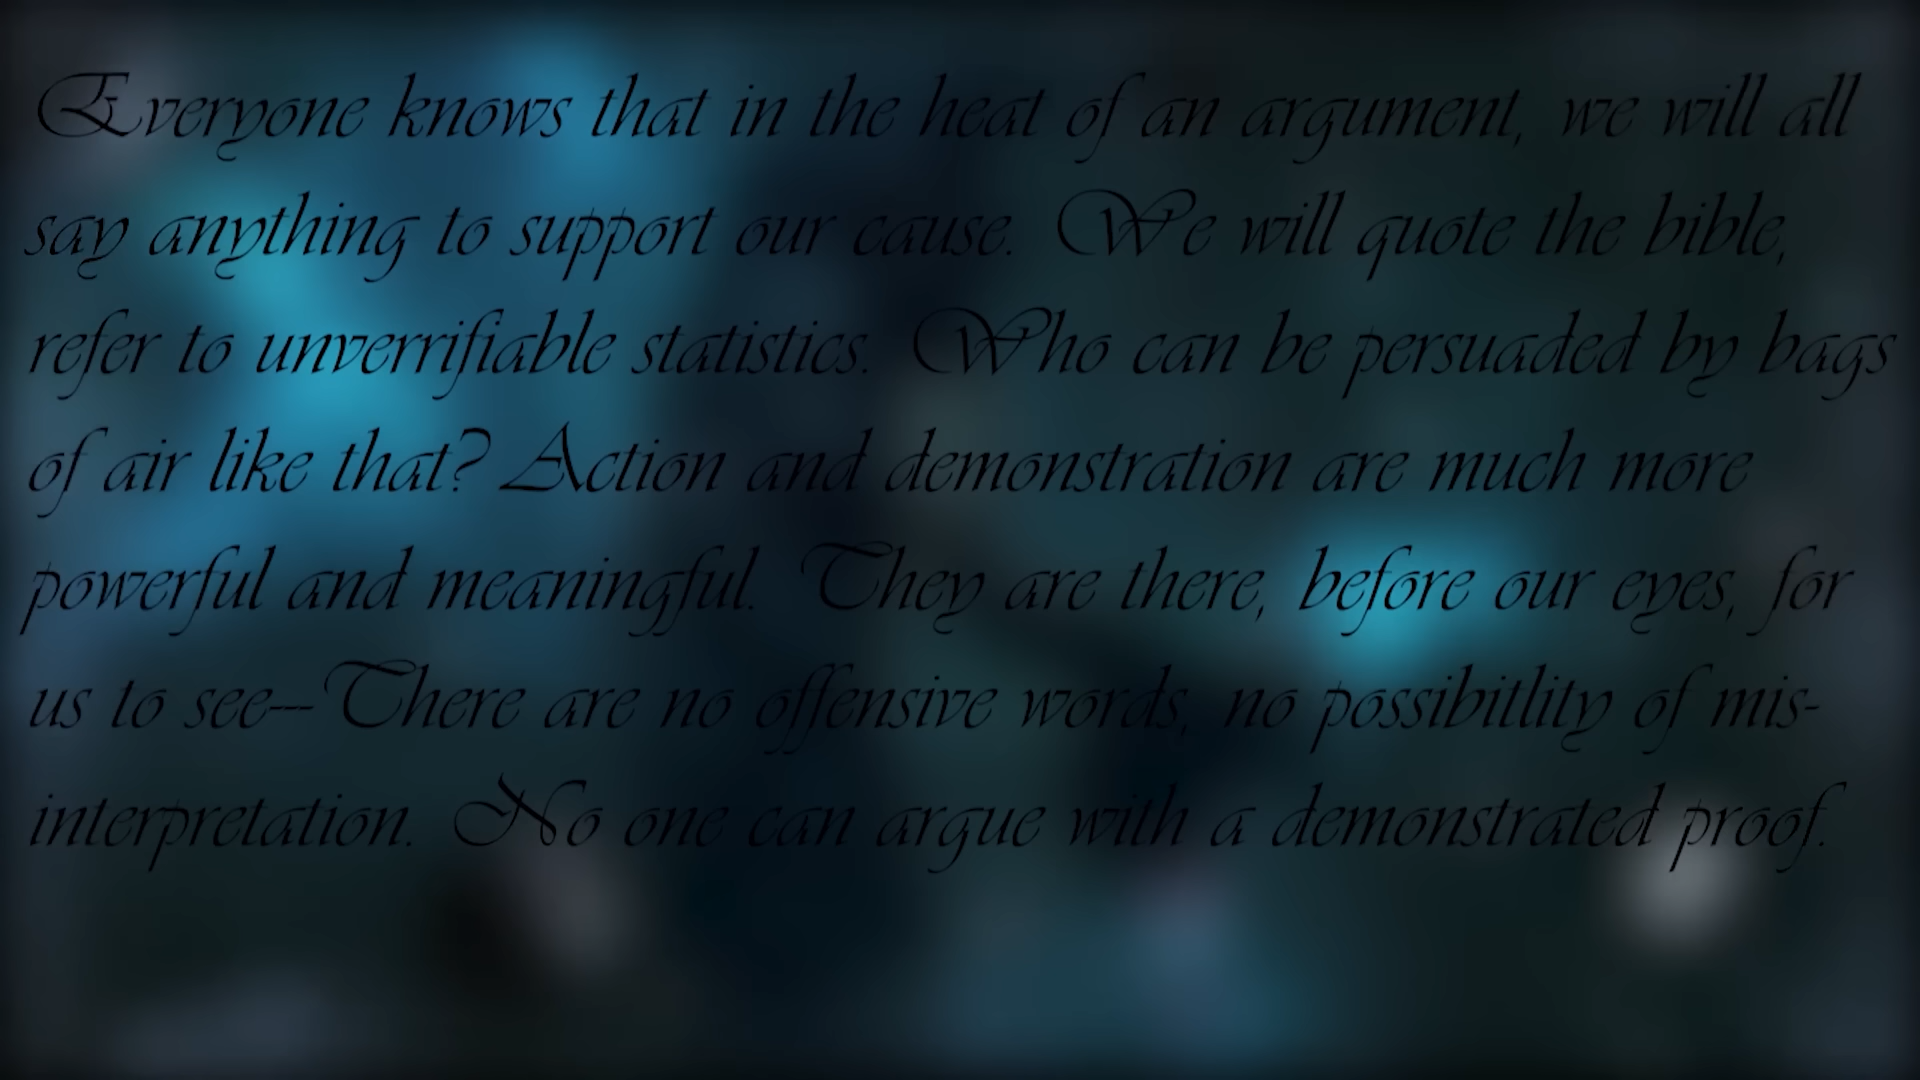 Everyone knows that in the heat of an argument, we will all
say anything to support our cause. We will quote the bible,
refer to unverrifiable statistics. Who can be persuaded by bags
of air like that? Action and demonstration are much more
powerful and meaningful. They are there, before our eyes, for
us to see---There are no offensive words, no possibitlity of mis-
interpretation. No one can argue with a demonstrated proof.